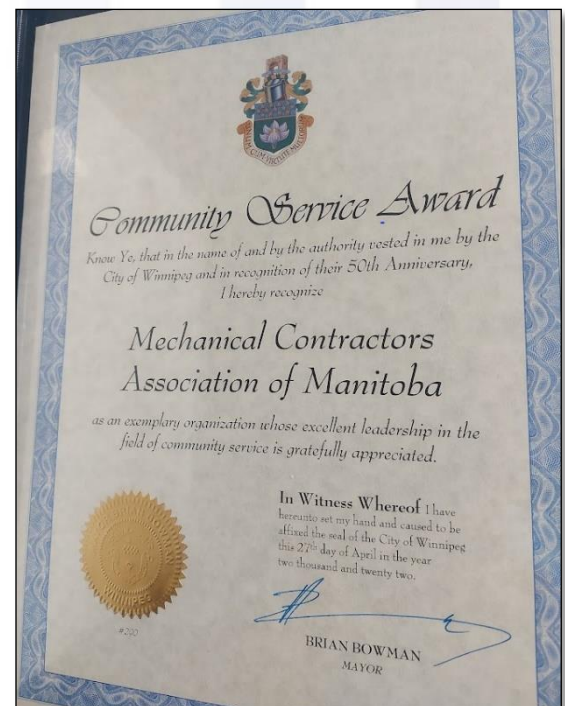 Community Service Award
Know Ye, that in the name of and by the authority vested in me by the
City of Winnipeg and in recognition of their 50th Anniversary,
I hereby recognize
Mechanical Contractors
Association of Manitoba
as an exemplary organization whose excellent leadership in the
field of community service is gratefully appreciated.
In Witness Whereof I have
hereunto set my hand and caused to be
affixed the seal of the City of Winnipeg
this 27th day of April in the year
two thousand and twenty two.
WINNIPEG
BRIAN BOWMAN
MAYOR